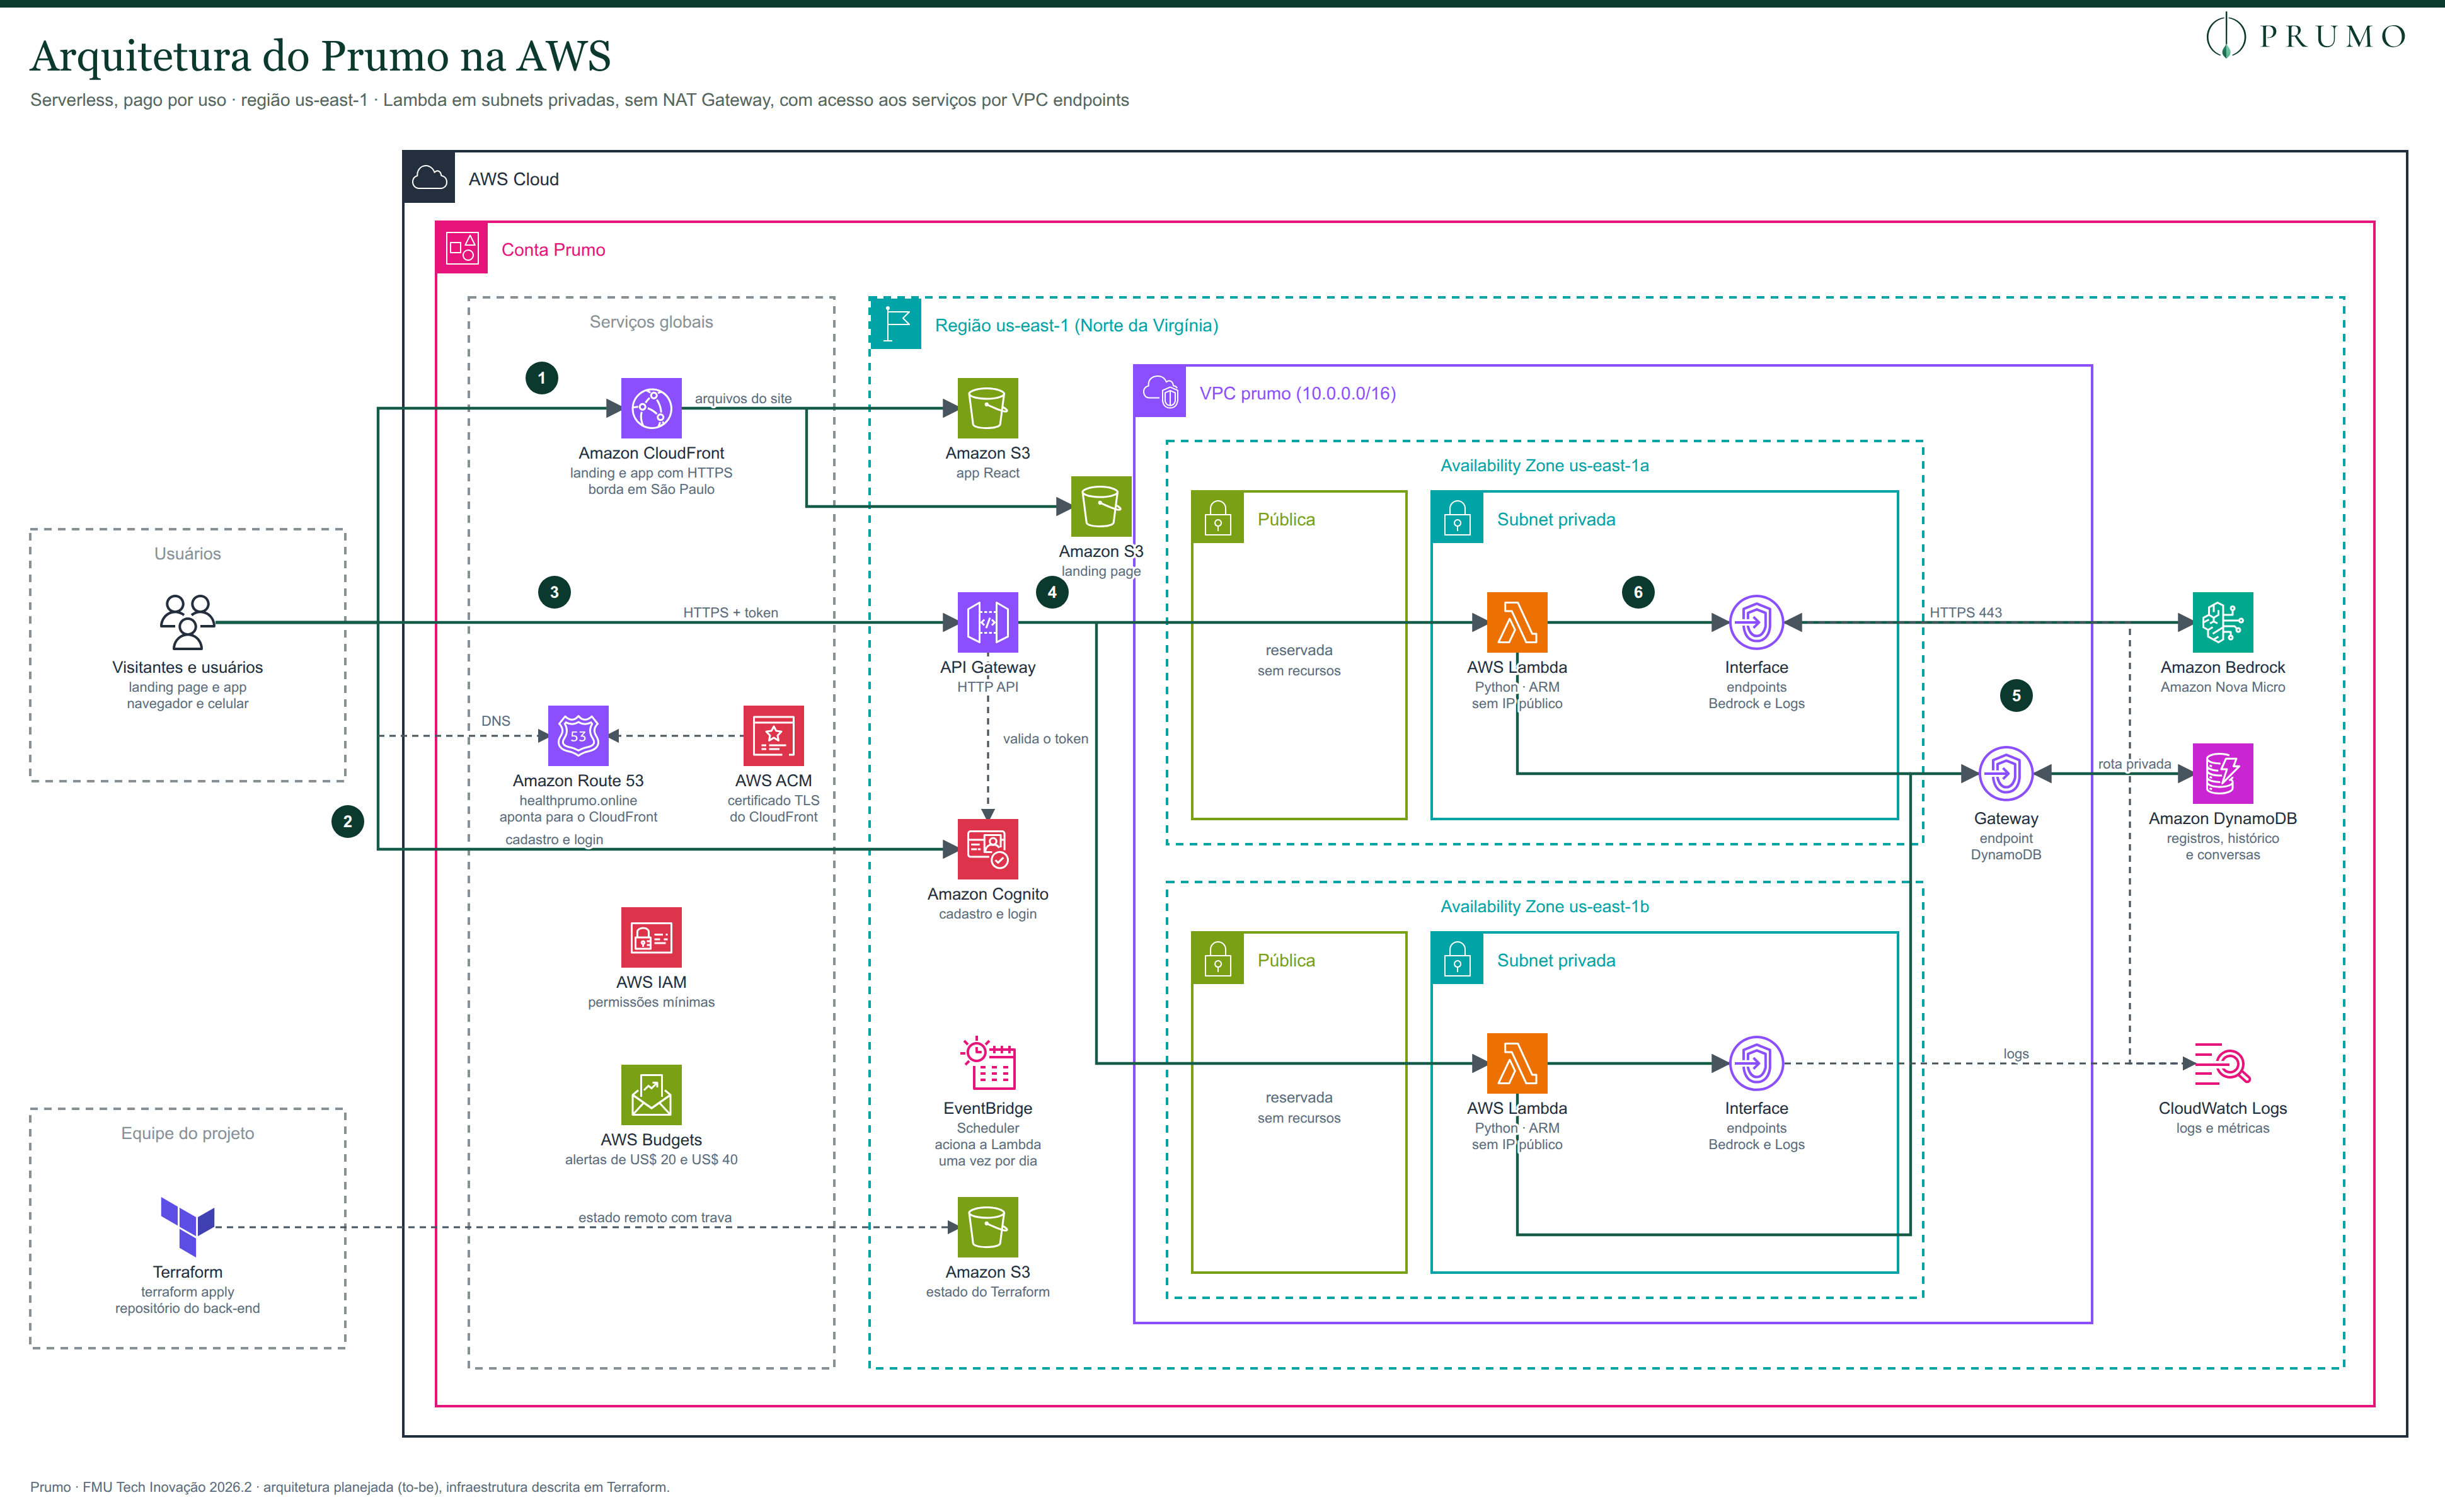 Arquitetura do Prumo na AWS
PRUMO
Serverless, pago por uso · região us-east-1 · Lambda em subnets privadas, sem NAT Gateway, com acesso aos serviços por VPC endpoints
AWS Cloud
Conta Prumo
Serviços globais
Região us-east-1 (Norte da Virgínia)
1
arquivos do site
Amazon CloudFront
landing e app com HTTPS
borda em São Paulo
Amazon S3
app React
Amazon S3
landing page
VPC prumo (10.0.0.0/16)
Availability Zone us-east-1a
Pública
Subnet privada
Usuários
Visitantes e usuários
landing page e app
navegador e celular
3
HTTPS + token
4
API Gateway
HTTP API
reservada
sem recursos
AWS Lambda
Python · ARM
sem IP público
6
Interface
endpoints
Bedrock e Logs
HTTPS 443
Amazon Bedrock
Amazon Nova Micro
5
DNS
53
Amazon Route 53
healthprumo.online
aponta para o CloudFront
AWS ACM
certificado TLS
do CloudFront
valida o token
rota privada
Gateway
endpoint
DynamoDB
Amazon DynamoDB
registros, histórico
e conversas
2
cadastro e login
Amazon Cognito
cadastro e login
Availability Zone us-east-1b
Pública
Subnet privada
AWS IAM
permissões mínimas
AWS Budgets
alertas de US$ 20 e US$ 40
EventBridge
Scheduler
aciona a Lambda
uma vez por dia
reservada
sem recursos
AWS Lambda
Python · ARM
sem IP público
Interface
endpoints
Bedrock e Logs
logs
CloudWatch Logs
logs e métricas
Equipe do projeto
Terraform
terraform apply
repositório do back-end
estado remoto com trava
Amazon S3
estado do Terraform
Prumo · FMU Tech Inovação 2026.2 · arquitetura planejada (to-be), infraestrutura descrita em Terraform.